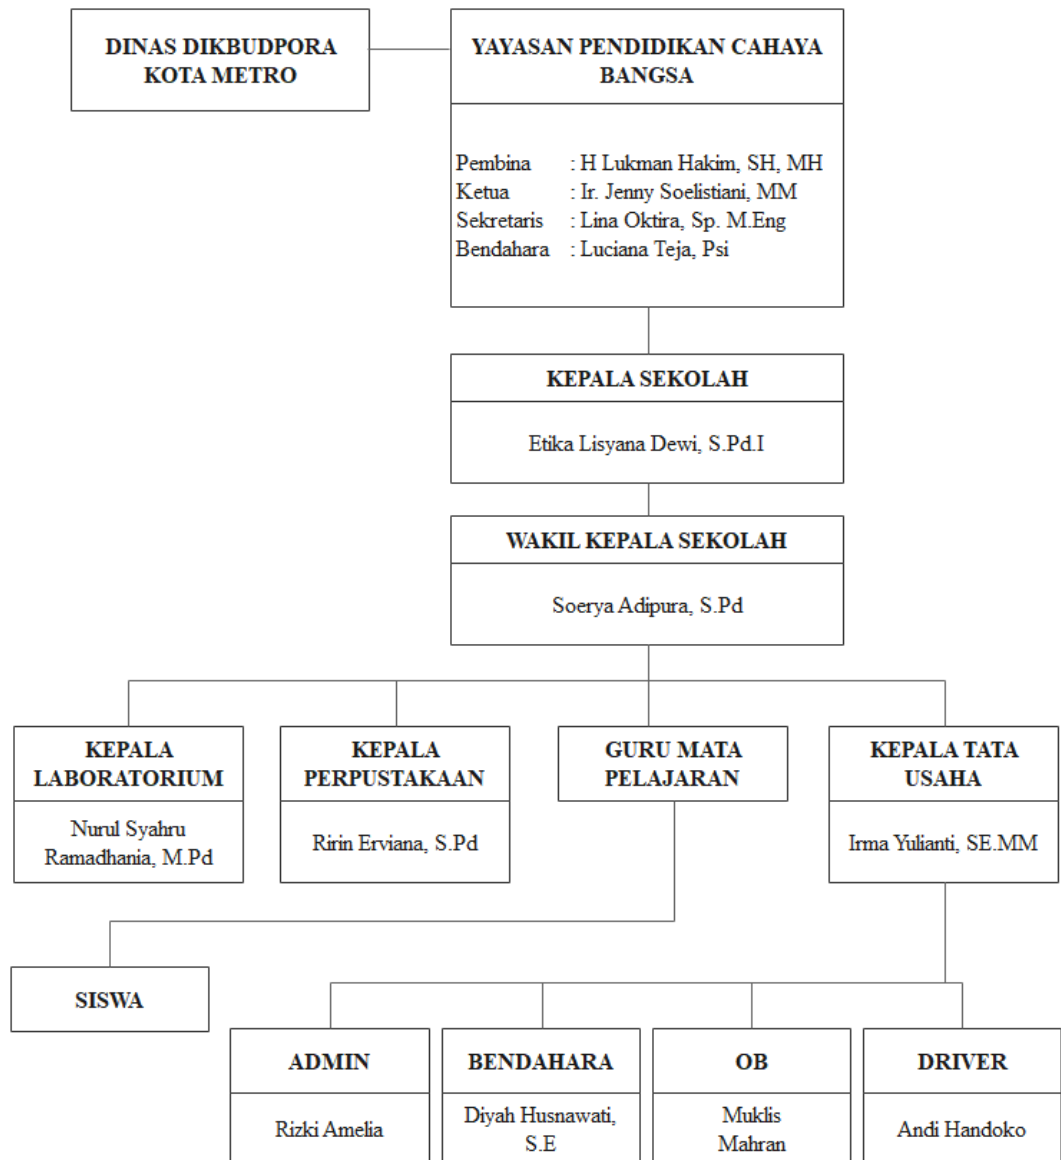 DINAS DIKBUDPORA
KOTA METRO
YAYASAN PENDIDIKAN CAHAYA
BANGSA
Pembina : H Lukman Hakim, SH, MH
Ketua : Ir. Jenny Soelistiani, MM
Sekretaris : Lina Oktira, Sp. M.Eng
Bendahara : Luciana Teja, Psi
KEPALA SEKOLAH
Etika Lisyana Dewi, S.Pd.I
WAKIL KEPALA SEKOLAH
Soerya Adipura, S.Pd
KEPALA
LABORATORIUM
Nurul Syahru
Ramadhania, M.Pd
KEPALA
PERPUSTAKAAN
Ririn Erviana, S.Pd
GURU MATA
PELAJARAN
KEPALA TATA
USAHA
Irma Yulianti, SE.MM
SISWA
ADMIN
Rizki Amelia
BENDAHARA
Diyah Husnawati,
S.E
OB
Muklis
Mahran
DRIVER
Andi Handoko